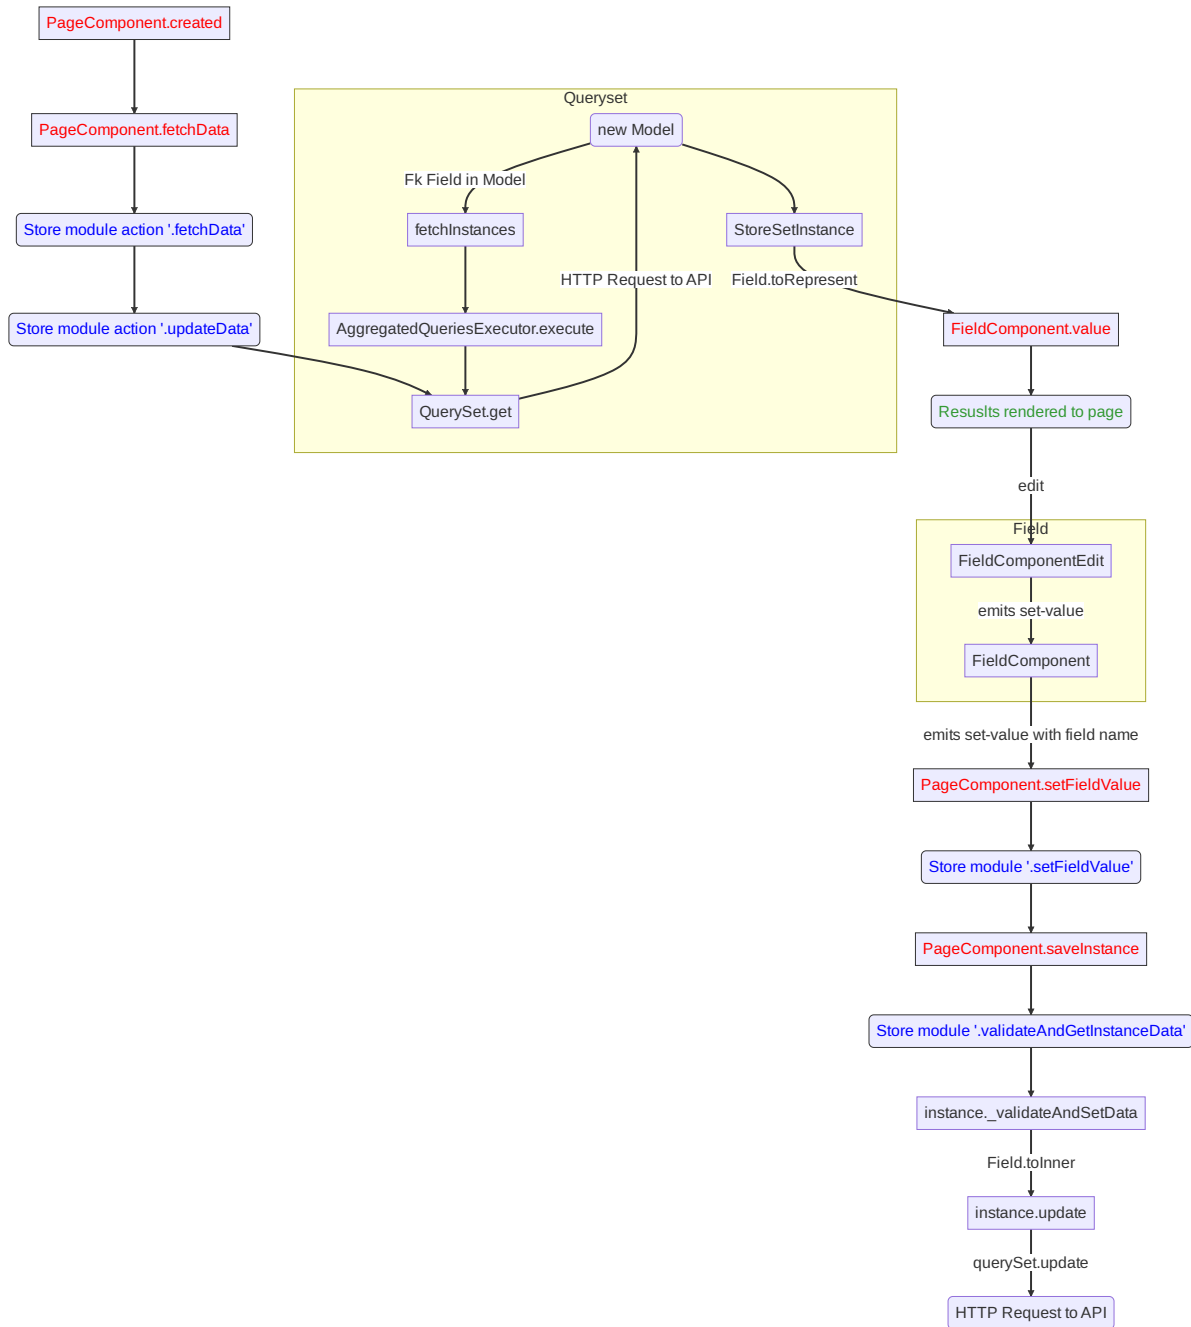 PageComponent.created
PageComponent.fetchData
Store module action '.fetchData'
Store module action '.updateData'
Queryset
new Model
Fk Field in Model
fetchInstances
StoreSetInstance
HTTP Request to API
Field.toRepresent
AggregatedQueriesExecutor.execute
QuerySet.get
FieldComponent.value
Resuslts rendered to page
edit
Field
FieldComponentEdit
emits set-value
FieldComponent
emits set-value with field name
PageComponent.setFieldValue
Store module '.setFieldValue'
PageComponent.saveInstance
Store module '.validateAndGetInstanceData'
instance._validateAndSetData
Field.toInner
instance.update
querySet.update
HTTP Request to API